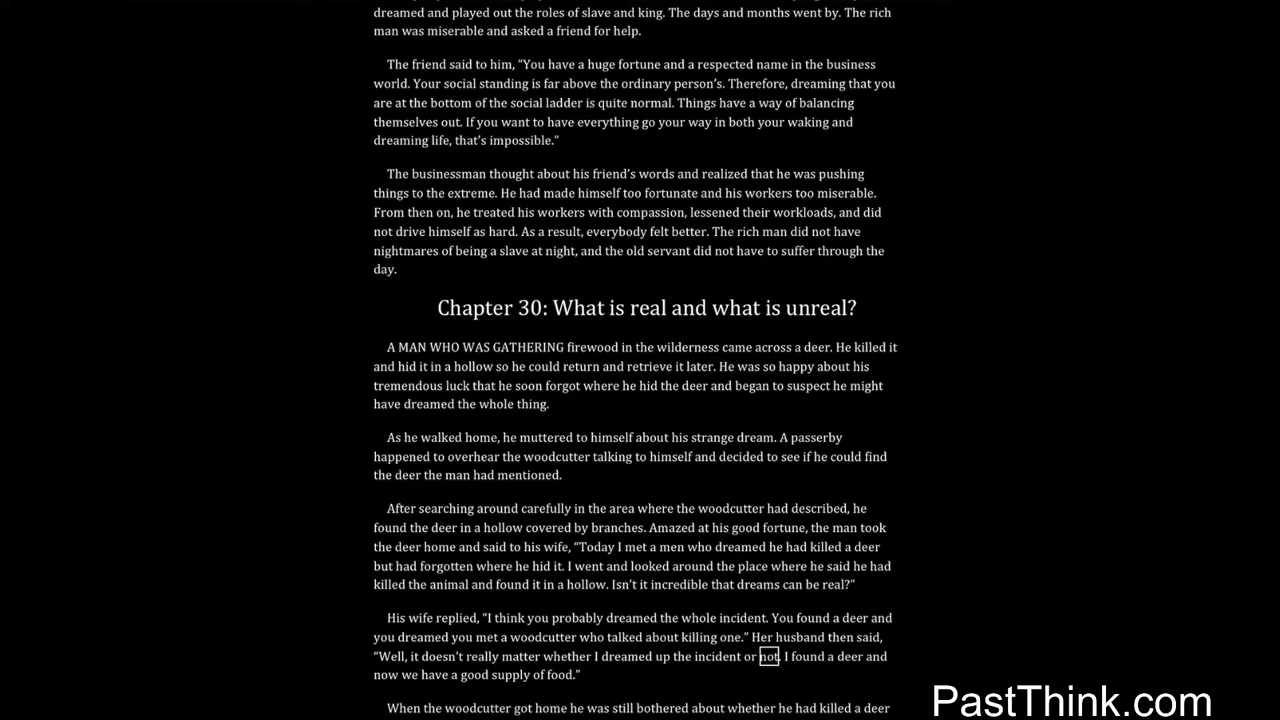 dreamed and played out the roles of slave and king. The days and months went by. The rich
man was miserable and asked a friend for help.
The friend said to him, “You have a huge fortune and a respected name in the business
world. Your social standing is far above the ordinary person’s. Therefore, dreaming that you
are at the bottom of the social ladder is quite normal. Things have a way of balancing
themselves out. If you want to have everything go your way in both your waking and
dreaming life, that’s impossible.”
The businessman thought about his friend’s words and realized that he was pushing
things to the extreme. He had made himself too fortunate and his workers too miserable.
From then on, he treated his workers with compassion, lessened their workloads, and did
not drive himself as hard. As a result, everybody felt better. The rich man did not have
nightmares of being a slave at night, and the old servant did not have to suffer through the
day.
Chapter 30: What is real and what is unreal?
A MAN WHO WAS GATHERING firewood in the wilderness came across a deer. He killed it
and hid it in a hollow so he could return and retrieve it later. He was so happy about his
tremendous luck that he soon forgot where he hid the deer and began to suspect he might
have dreamed the whole thing.
As he walked home, he muttered to himself about his strange dream. A passerby
happened to overhear the woodcutter talking to himself and decided to see if he could find
the deer the man had mentioned.
After searching around carefully in the area where the woodcutter had described, he
found the deer in a hollow covered by branches. Amazed at his good fortune, the man took
the deer home and said to his wife, “Today I met a men who dreamed he had killed a deer
but had forgotten where he hid it. I went and looked around the place where he said he had
killed the animal and found it in a hollow. Isn’t it incredible that dreams can be real?”
His wife replied, “I think you probably dreamed the whole incident. You found a deer and
you dreamed you met a woodcutter who talked about killing one.” Her husband then said,
“Well, it doesn’t really matter whether I dreamed up the incident or not. I found a deer and
now we have a good supply of food.”
When the woodcutter got home he was still bothered about whether he had killed a deer
PastThink.com